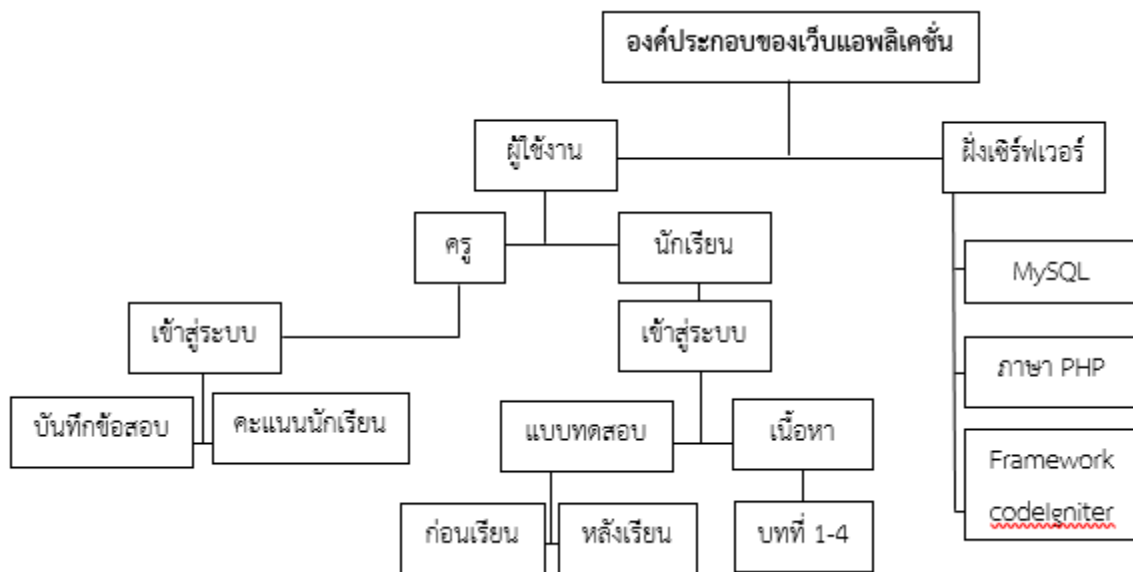 องค์ประกอบของเว็บแอพลิเคชั่น
ผู้ใช้งาน
ฝั่งเซิร์ฟเวอร์
ครู
นักเรียน
MySQL
เข้าสู่ระบบ
เข้าสู่ระบบ
ภาษา PHP
บันทึกข้อสอบ
คะแนนนักเรียน
แบบทดสอบ
เนื้อหา
Framework
codeIgniter
ก่อนเรียน
หลังเรียน
บทที่ 1-4